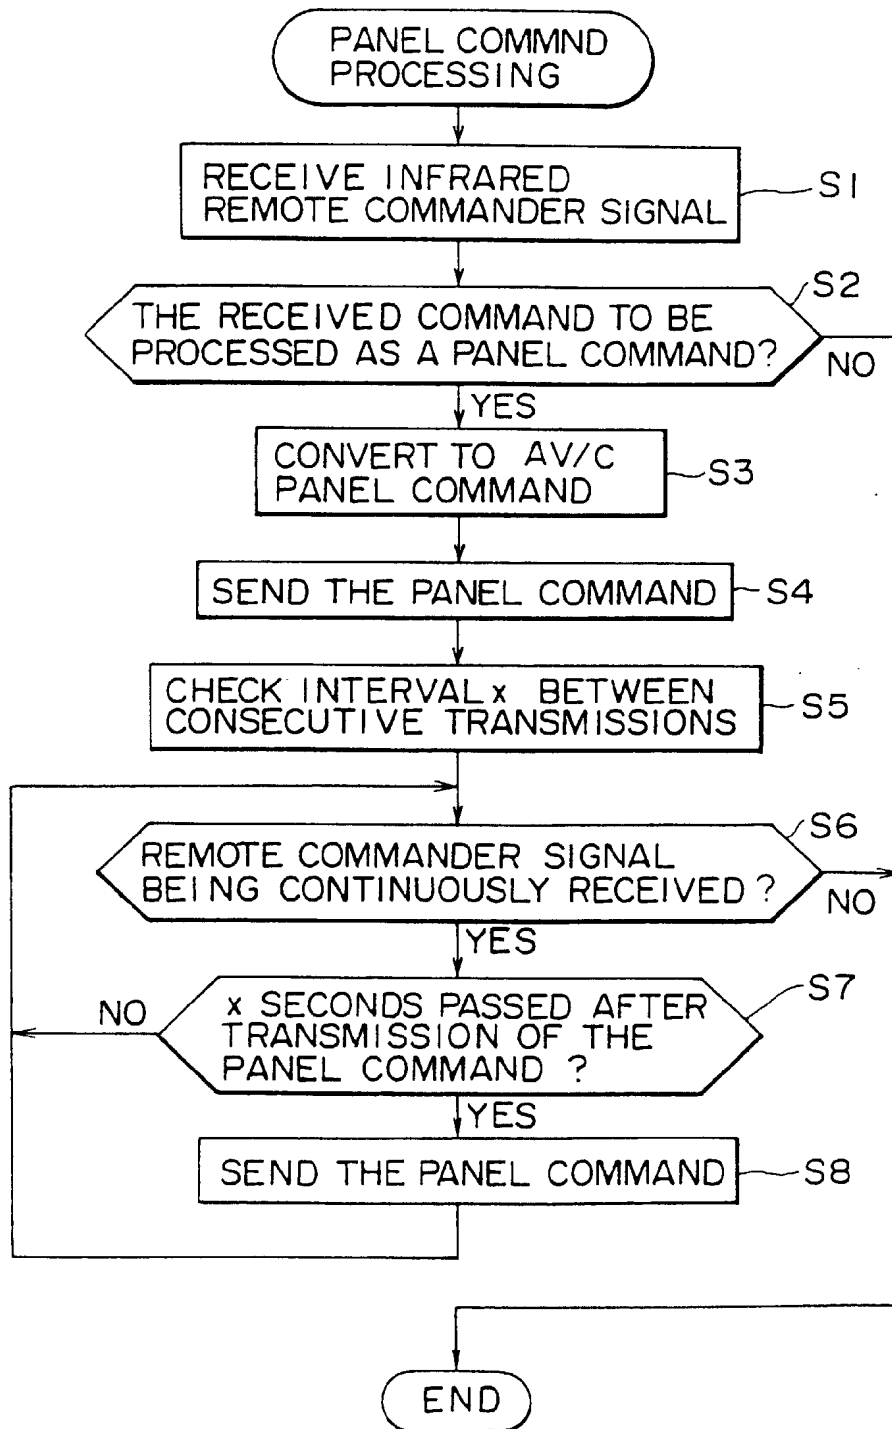 PANEL COMMND
PROCESSING
RECEIVE INFRARED
REMOTE COMMANDER SIGNAL
S1
S2
THE RECEIVED COMMAND TO BE
PROCESSED AS A PANEL COMMAND?
NO
YES
CONVERT TO AV/C
PANEL COMMAND
S3
SEND THE PANEL COMMAND
S4
CHECK INTERVAL x BETWEEN
CONSECUTIVE TRANSMISSIONS
S5
S6
REMOTE COMMANDER SIGNAL
BEING CONTINUOUSLY RECEIVED ?
NO
YES
S7
NO
x SECONDS PASSED AFTER
TRANSMISSION OF THE
PANEL COMMAND ?
YES
SEND THE PANEL COMMAND
S8
END